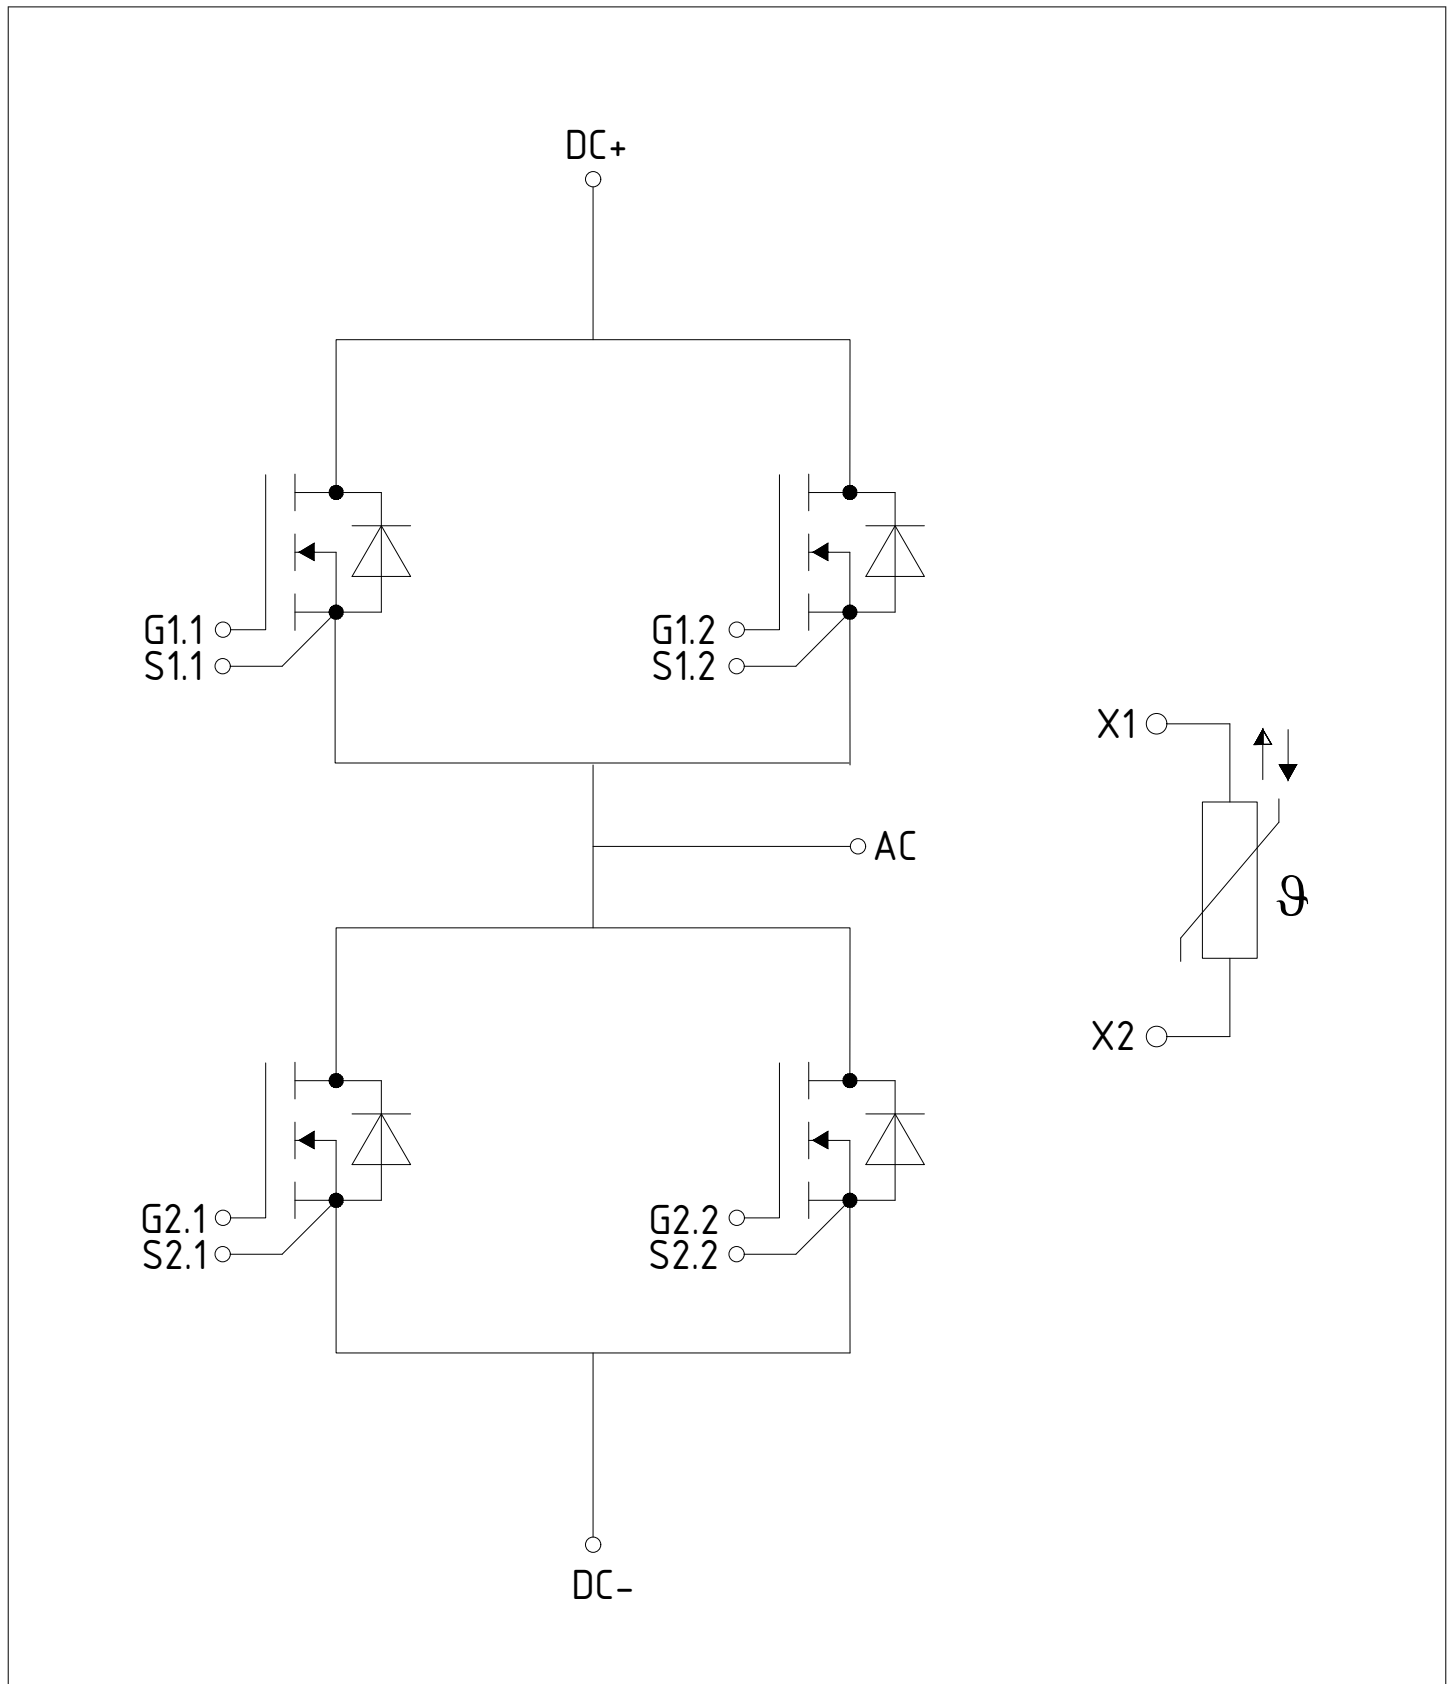 DC+
G1.1
S1.1
G1.2
S1.2
X1
AC
ϑ
X2
G2.1
S2.1
G2.2
S2.2
DC-